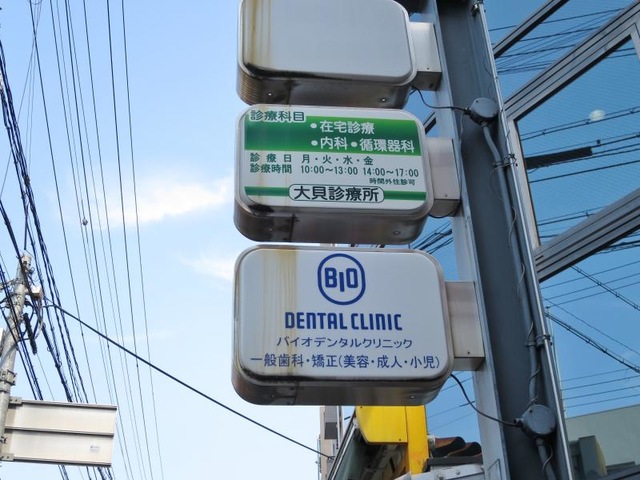 診療科目
・在宅診療
・内科・循環器科
診療日 月・火・水・金
診療時間 10:00～13:00 14:00～17:00
時間外往診可
大貝診療所
BIO
DENTAL CLINIC
バイオデンタルクリニック
一般歯科・矯正(美容・成人・小児)